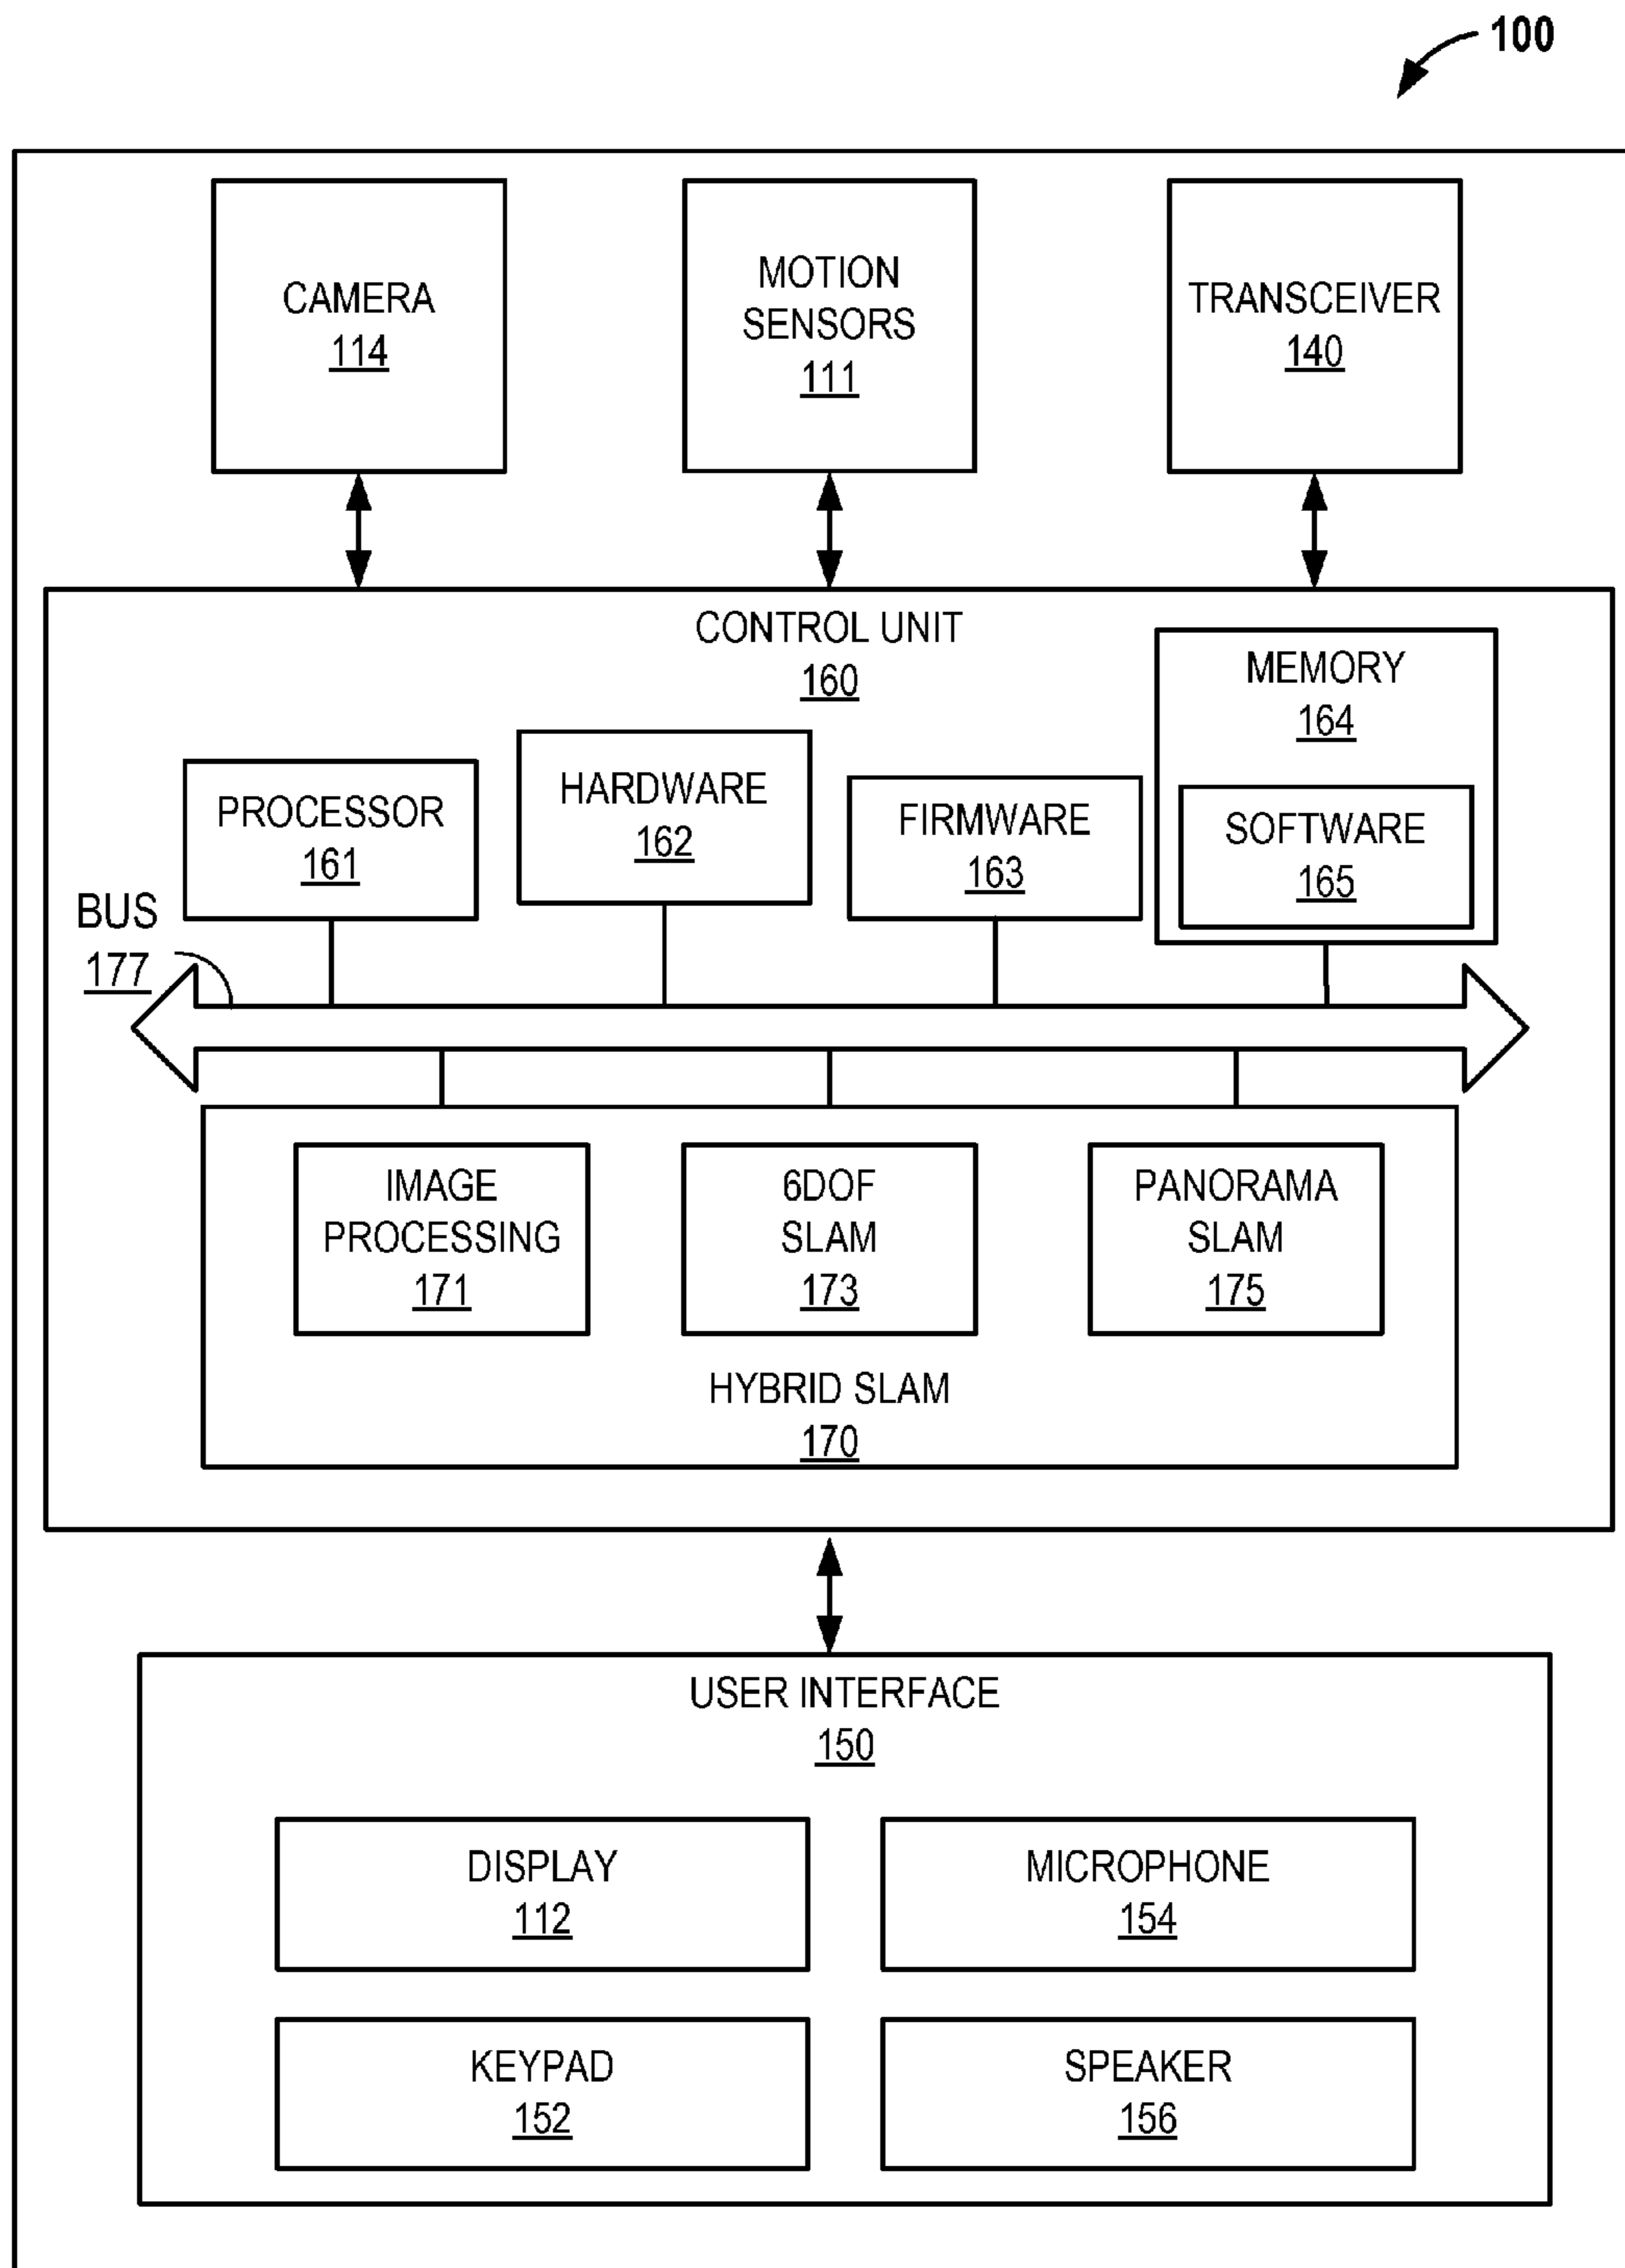 100
CAMERA
114
MOTION
SENSORS
111
TRANSCEIVER
140
CONTROL UNIT
160
MEMORY
164
SOFTWARE
165
PROCESSOR
161
HARDWARE
162
FIRMWARE
163
BUS
177
IMAGE
PROCESSING
171
6DOF
SLAM
173
PANORAMA
SLAM
175
HYBRID SLAM
170
USER INTERFACE
150
DISPLAY
112
MICROPHONE
154
KEYPAD
152
SPEAKER
156